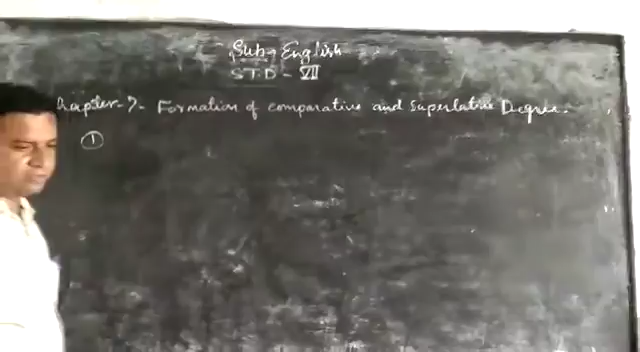 Sub→ English
STD - VII
Chapter-7- Formation of comparative and Superlative Degree.
①